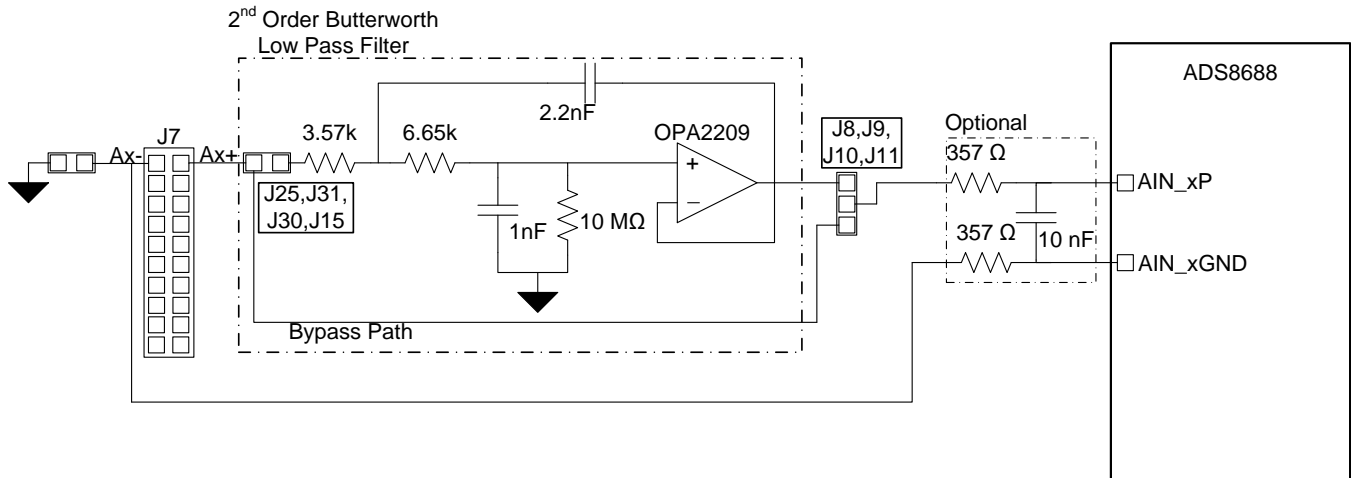 2nd Order Butterworth
Low Pass Filter
ADS8688
2.2nF
J7
3.57k
6.65k
OPA2209
J8,J9,
J10,J11
Optional
357 Ω
Ax-
Ax+
+
AIN_xP
J25,J31,
J30,J15
−
1nF
10 MΩ
357 Ω
10 nF
AIN_xGND
Bypass Path